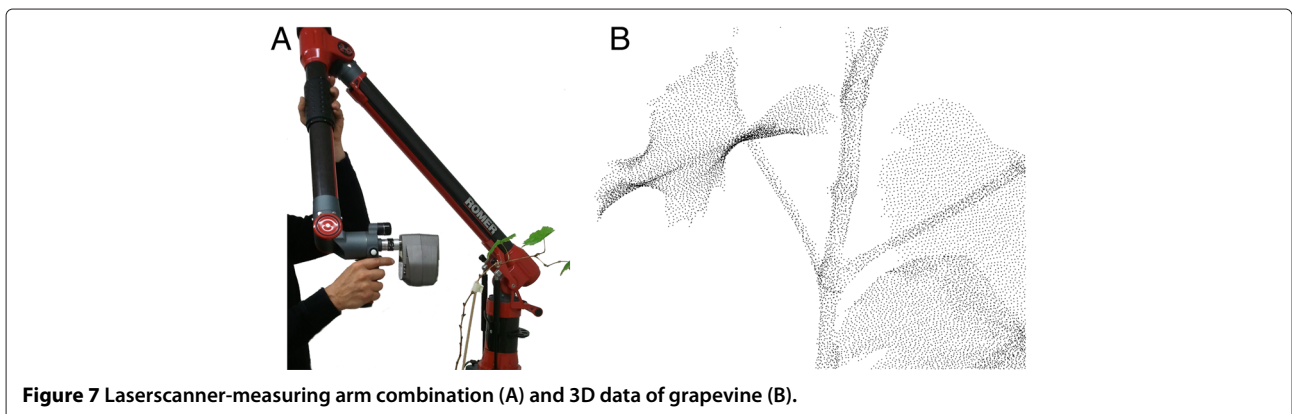 A
B
ROMER
Figure 7 Laserscanner-measuring arm combination (A) and 3D data of grapevine (B).